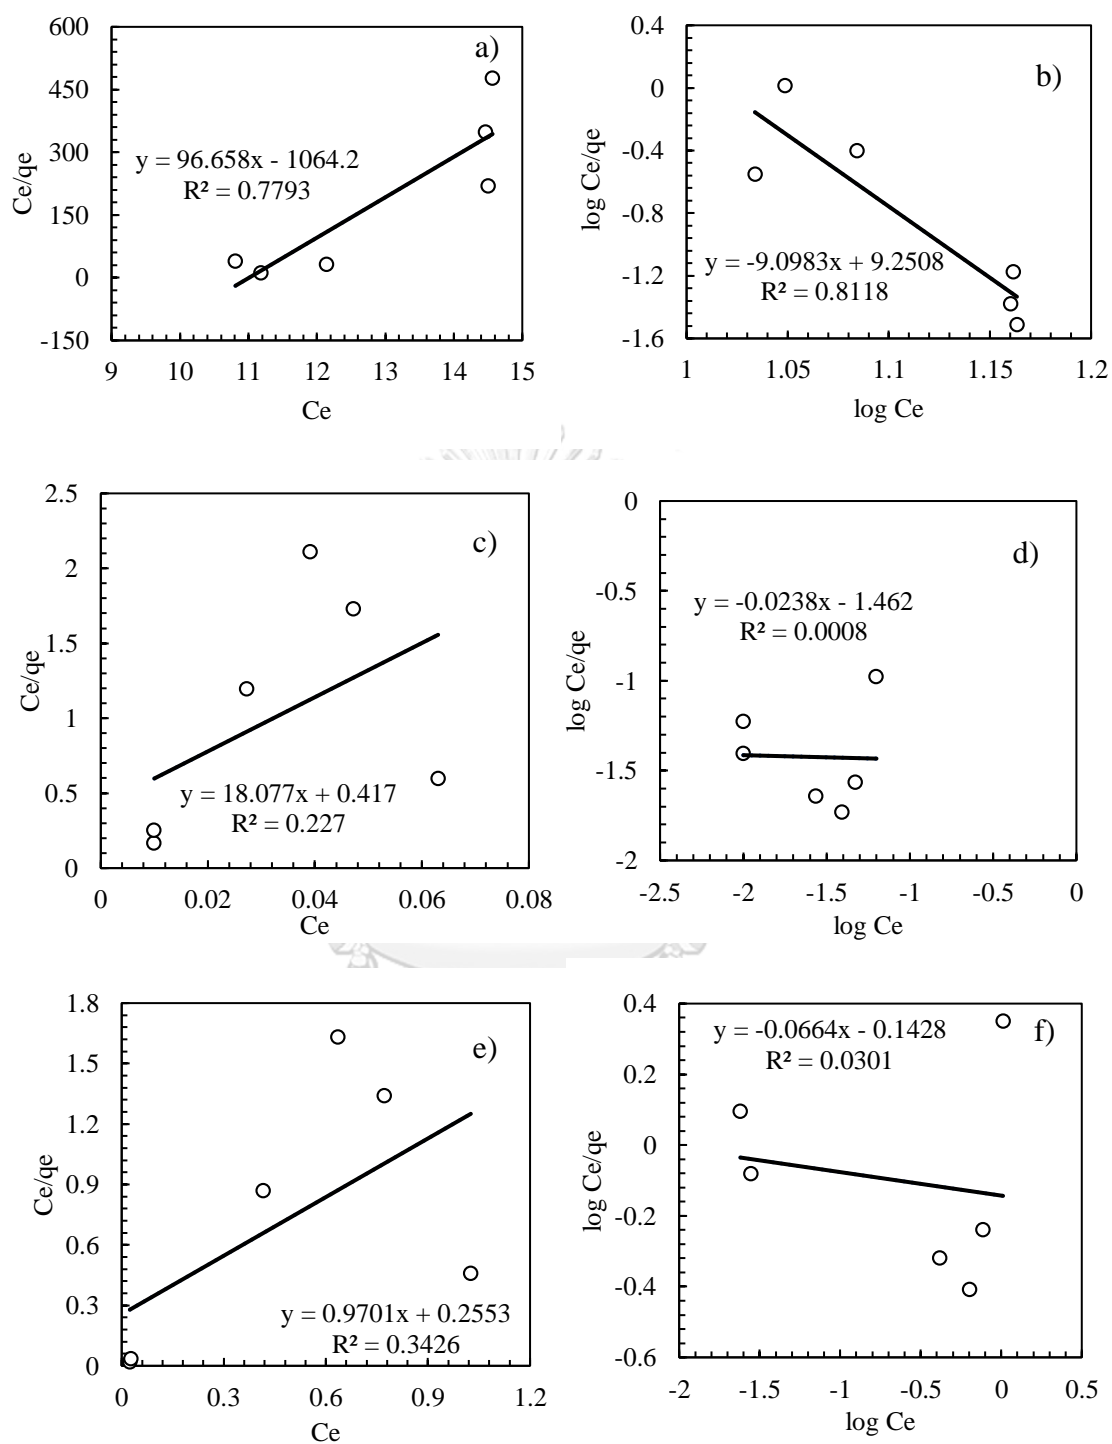 a)
Ce/qe
600
450
300
150
0
-150
y = 96.658x - 1064.2
R² = 0.7793
9 10 11 12 13 14 15
Ce
b)
log Ce/qe
0.4
0
-0.4
-0.8
-1.2
-1.6
y = -9.0983x + 9.2508
R² = 0.8118
1 1.05 1.1 1.15 1.2
log Ce
c)
Ce/qe
2.5
2
1.5
1
0.5
0
y = 18.077x + 0.417
R² = 0.227
0 0.02 0.04 0.06 0.08
Ce
d)
log Ce/qe
0
-0.5
-1
-1.5
-2
y = -0.0238x - 1.462
R² = 0.0008
-2.5 -2 -1.5 -1 -0.5 0
log Ce
e)
Ce/qe
1.8
1.5
1.2
0.9
0.6
0.3
0
y = 0.9701x + 0.2553
R² = 0.3426
0 0.3 0.6 0.9 1.2
Ce
f)
log Ce/qe
0.4
0.2
0
-0.2
-0.4
-0.6
y = -0.0664x - 0.1428
R² = 0.0301
-2 -1.5 -1 -0.5 0 0.5
log Ce